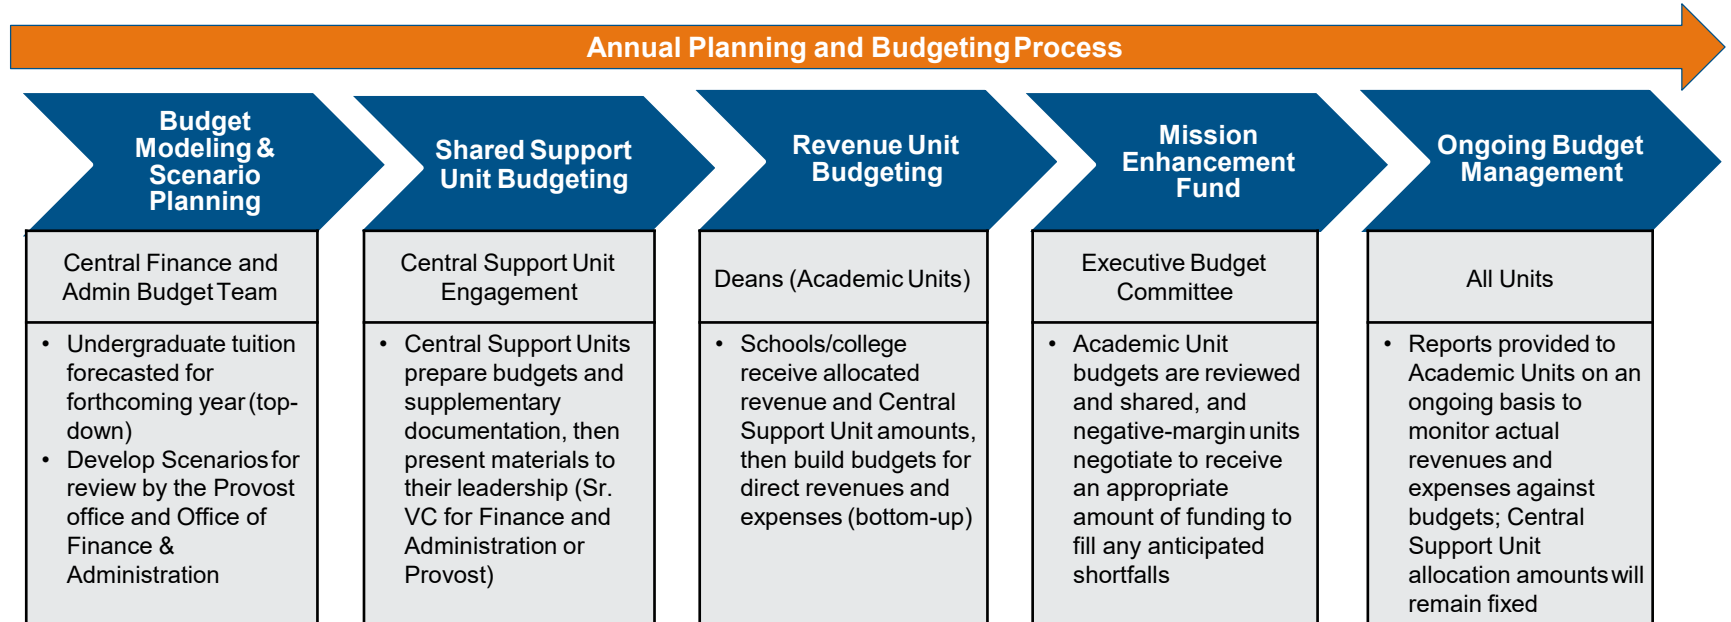 Annual Planning and Budgeting Process
Budget
Modeling &
Scenario
Planning
Central Finance and
Admin Budget Team
• Undergraduate tuition
forecasted for
forthcoming year (top-
down)
• Develop Scenarios for
review by the Provost
office and Office of
Finance &
Administration
Shared Support
Unit Budgeting
Central Support Unit
Engagement
• Central Support Units
prepare budgets and
supplementary
documentation, then
present materials to
their leadership (Sr.
VC for Finance and
Administration or
Provost)
Revenue Unit
Budgeting
Deans (Academic Units)
• Schools/college
receive allocated
revenue and Central
Support Unit amounts,
then build budgets for
direct revenues and
expenses (bottom-up)
Mission
Enhancement
Fund
Executive Budget
Committee
• Academic Unit
budgets are reviewed
and shared, and
negative-margin units
negotiate to receive
an appropriate
amount of funding to
fill any anticipated
shortfalls
Ongoing Budget
Management
All Units
• Reports provided to
Academic Units on an
ongoing basis to
monitor actual
revenues and
expenses against
budgets; Central
Support Unit
allocation amounts will
remain fixed